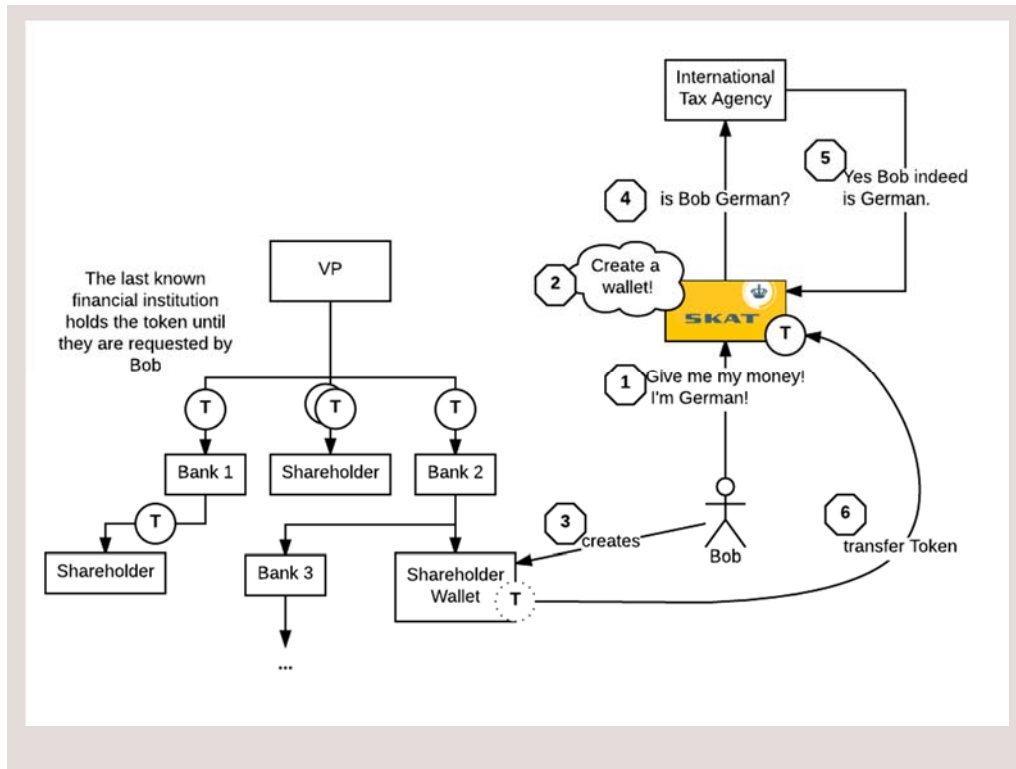 International
Tax Agency
5
Yes Bob indeed
is German.
4
is Bob German?
VP
The last known
financial institution
holds the token until
they are requested by
Bob
2
Create a
wallet!
SKAT
T
1
Give me my money!
I'm German!
T
T
T
Bank 1
Shareholder
Bank 2
T
3
creates
Bob
6
transfer Token
Shareholder
Bank 3
Shareholder
Wallet
T
...